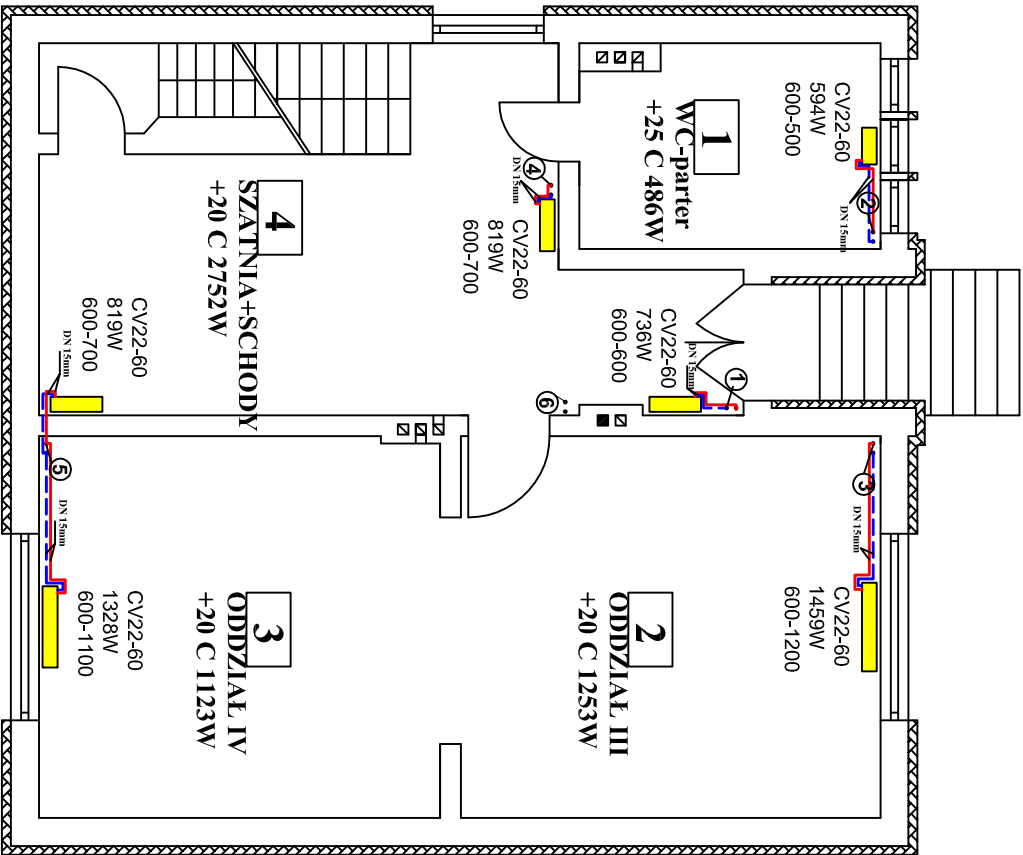 1
WC-parter
+25 C 486W
CV22-60
594W
600-500
2
DN 15mm
4
DN 15mm
CV22-60
819W
600-700
4
SZATNIA+SCHODY
+20 C 2752W
CV22-60
819W
600-700
DN 15mm
CV22-60
736W
600-600
DN 15mm
1
6
5
DN 15mm
3
DN 15mm
CV22-60
1459W
600-1200
2
ODDZIAŁ III
+20 C 1253W
3
ODDZIAŁ IV
+20 C 1123W
CV22-60
1328W
600-1100